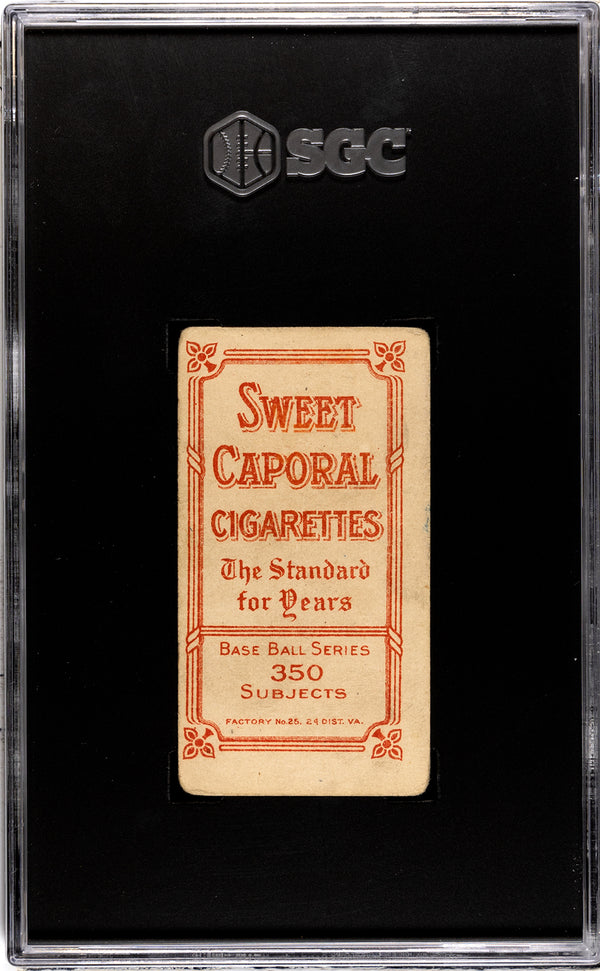 SGC
SWEET
CAPORAL
CIGARETTES
The Standard
for Years
BASE BALL SERIES
350
SUBJECTS
FACTORY No. 25. 2d DIST. VA.